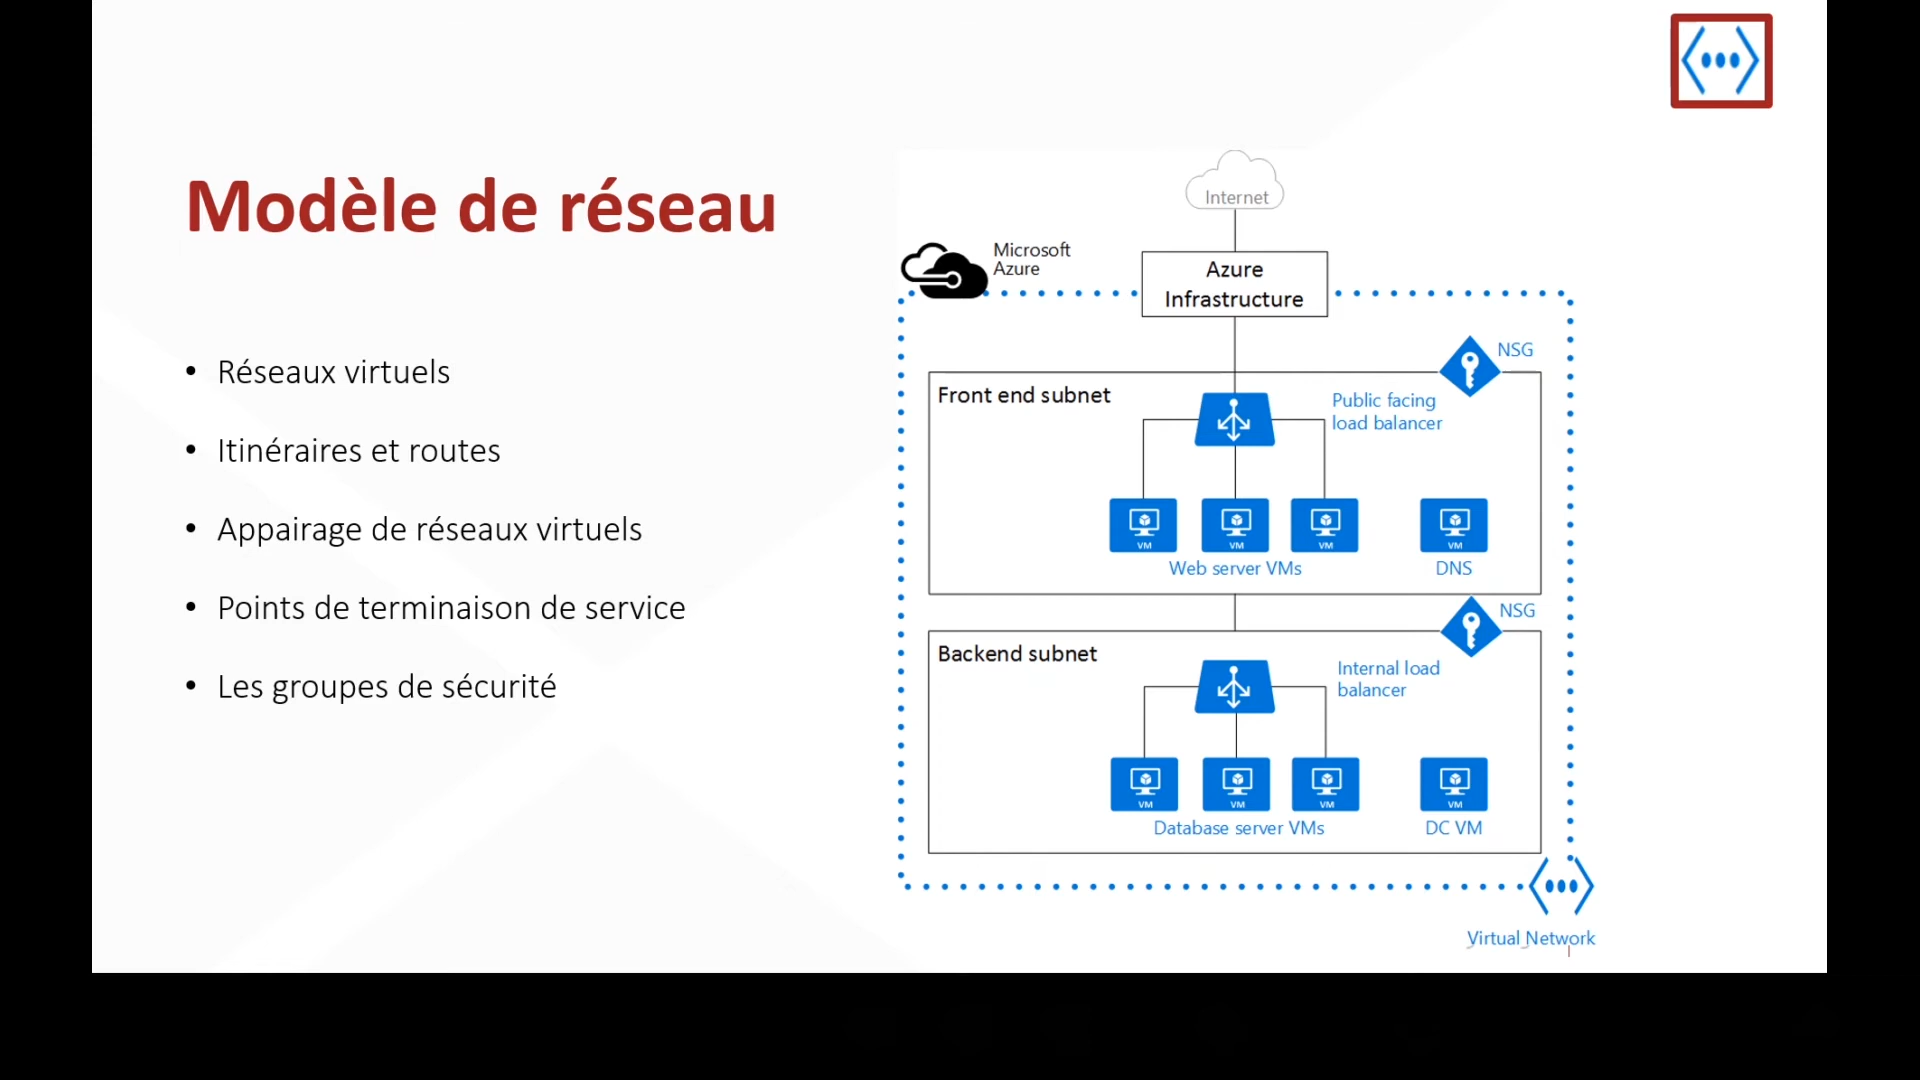 Modèle de réseau
• Réseaux virtuels
• Itinéraires et routes
• Appairage de réseaux virtuels
• Points de terminaison de service
• Les groupes de sécurité
Internet
Microsoft
Azure
Azure
Infrastructure
NSG
Front end subnet
Public facing
load balancer
VM VM VM VM
Web server VMs DNS
NSG
Backend subnet
Internal load
balancer
VM VM VM VM
Database server VMs DC VM
Virtual Network